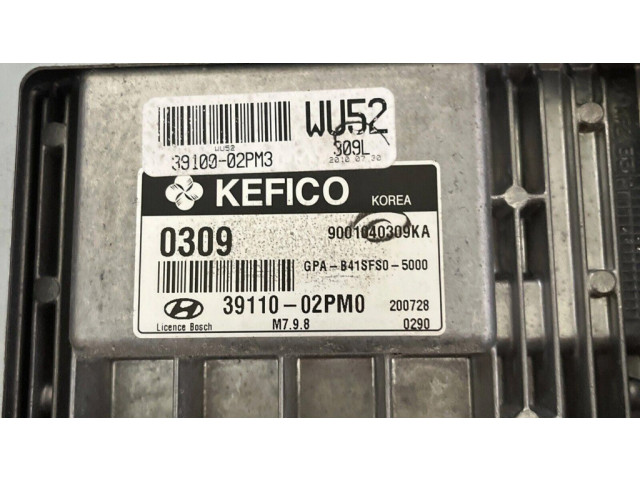 WU52
WU52
309L
39100-02PM3
2010.07.30
KEFICO KOREA
0309
9001040309KA
GPA-B41SFS0-5000
39110-02PM0 200728
Licence Bosch M7.9.8 0290